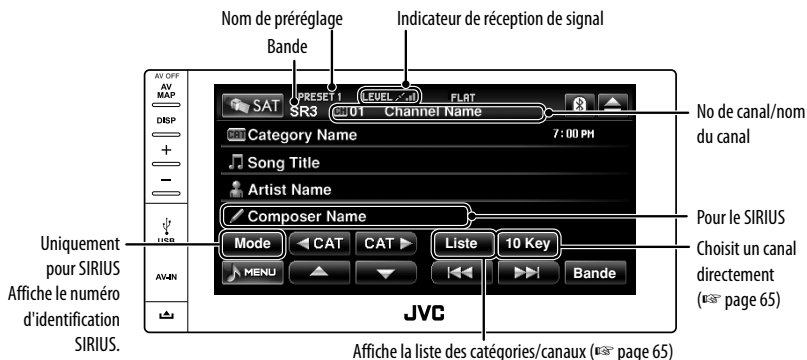 Nom de préréglage
Indicateur de réception de signal
Bande
AV OFF
AV
MAP
DISP
+
–
USB
AV-IN
SAT
PRESET 1
LEVEL
FLAT
SR3
CH 01 Channel Name
CAT Category Name
7:00 PM
Song Title
Artist Name
Composer Name
Mode
CAT
CAT
Liste
10 Key
MENU
Bande
JVC
No de canal/nom
du canal
Pour le SIRIUS
Choisit un canal
directement
(☞ page 65)
Uniquement
pour SIRIUS
Affiche le numéro
d'identification
SIRIUS.
Affiche la liste des catégories/canaux (☞ page 65)